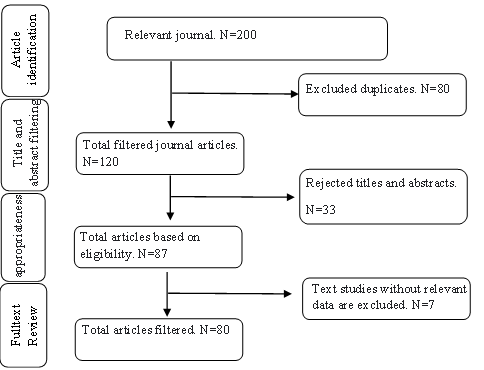 Article
identification
Relevant journal. N=200
Excluded duplicates. N=80
Title and
abstract filtering
Total filtered journal articles.
N=120
Rejected titles and abstracts.
N=33
appropriateness
Total articles based on
eligibility. N=87
Text studies without relevant
data are excluded. N=7
Fulltext
Review
Total articles filtered. N=80